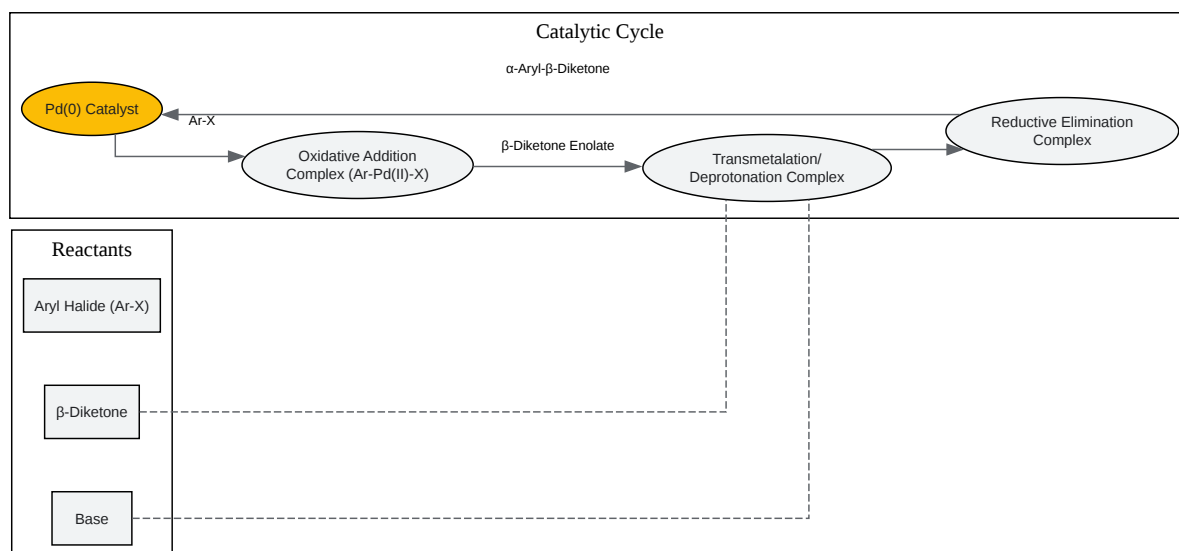 Catalytic Cycle
α-Aryl-β-Diketone
Pd(0) Catalyst
Ar-X
Oxidative Addition
Complex (Ar-Pd(II)-X)
β-Diketone Enolate
Transmetalation/
Deprotonation Complex
Reductive Elimination
Complex
Reactants
Aryl Halide (Ar-X)
β-Diketone
Base